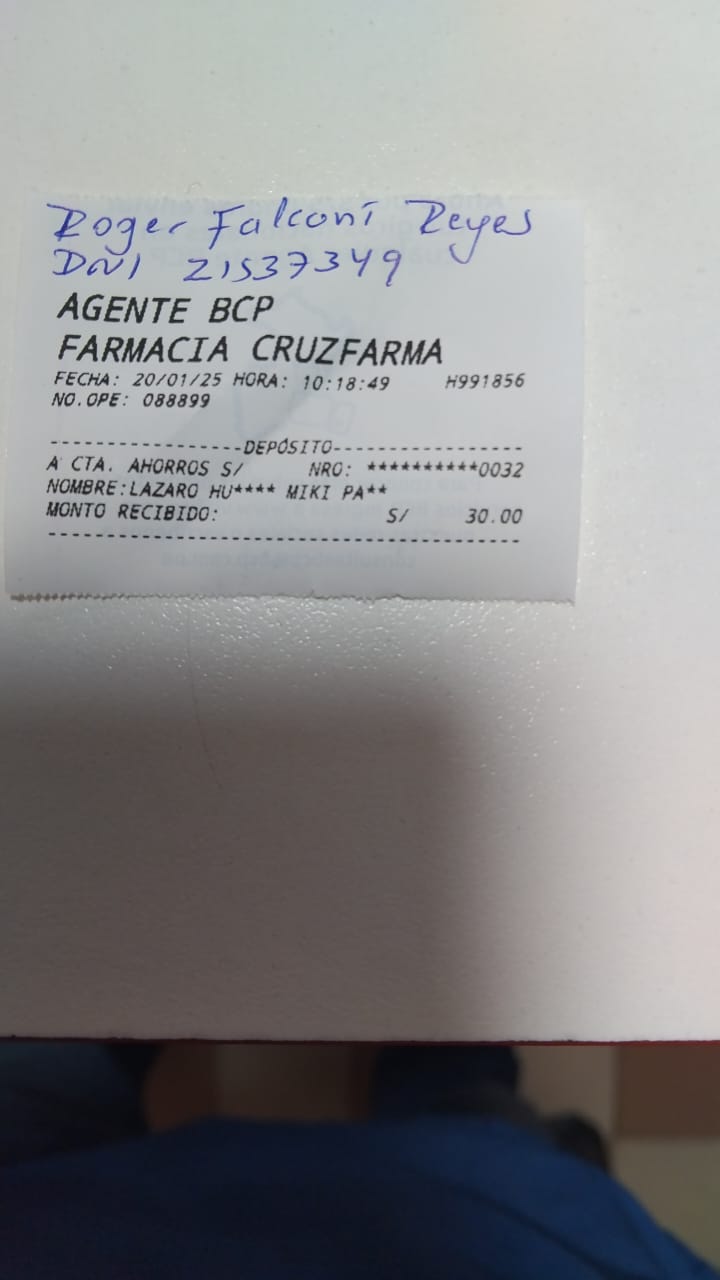 Roger Falconí Reyes
DNI 21537349
AGENTE BCP
FARMACIA CRUZFARMA
FECHA: 20/01/25 HORA: 10:18:49 H991856
NO.OPE: 088899
-----------------DEPÓSITO-----------------
A CTA. AHORROS S/ NRO: **********0032
NOMBRE:LAZARO HU**** MIKI PA**
MONTO RECIBIDO: S/ 30.00
------------------------------------------